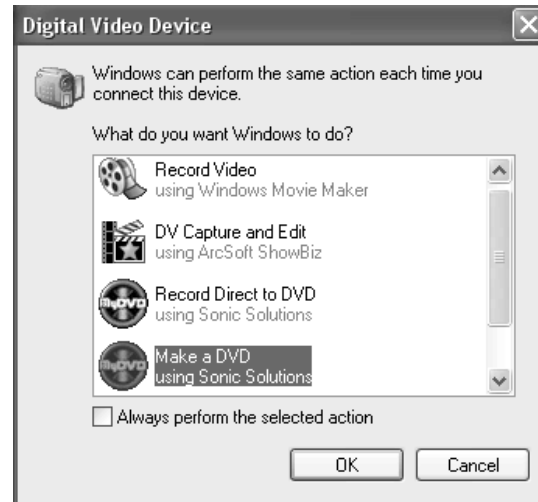 Digital Video Device
Windows can perform the same action each time you
connect this device.
What do you want Windows to do?
Record Video
using Windows Movie Maker
DV Capture and Edit
using ArcSoft ShowBiz
MyDVD
Record Direct to DVD
using Sonic Solutions
MyDVD
Make a DVD
using Sonic Solutions
Always perform the selected action
OK
Cancel